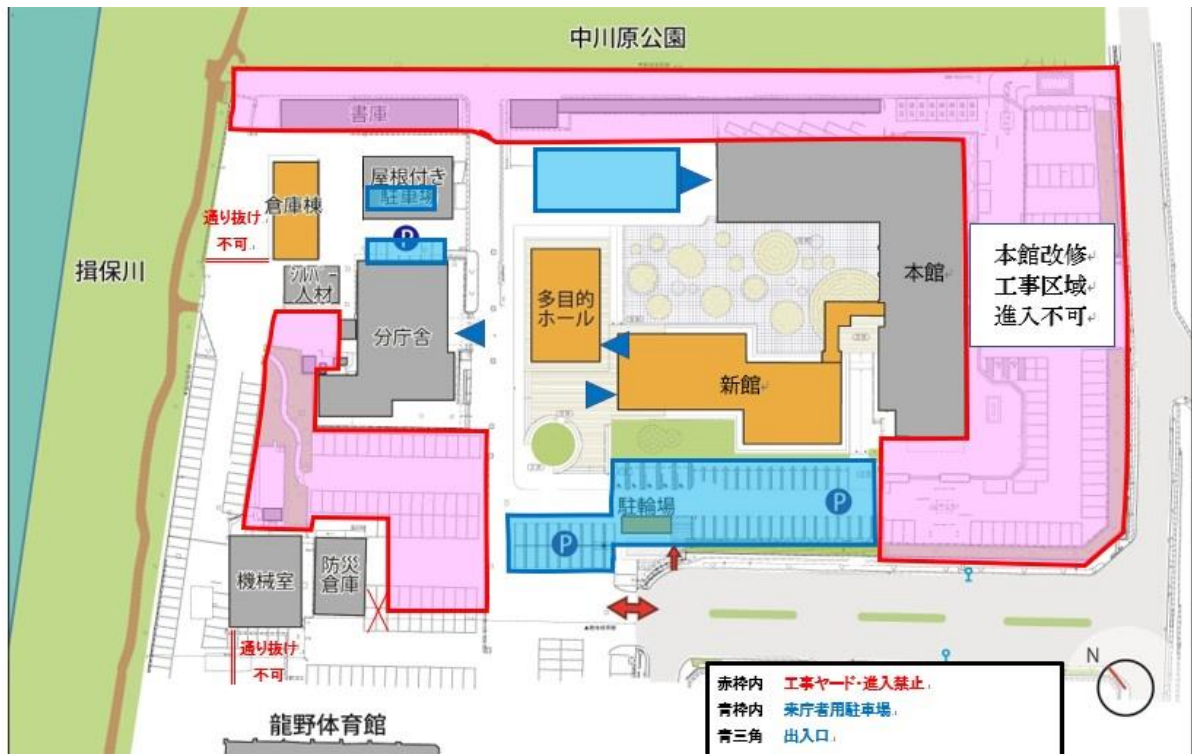 中川原公園
書庫
屋根付き
駐車場
倉庫棟
通り抜け
不可
P
揖保川
シルバー
人材
分庁舎
多目的
ホール
本館
本館改修
工事区域
進入不可
新館
駐輪場
P
P
機械室
防災
倉庫
通り抜け
不可
龍野体育館
N
赤枠内 工事ヤード・進入禁止
青枠内 来庁者用駐車場
青三角 出入口